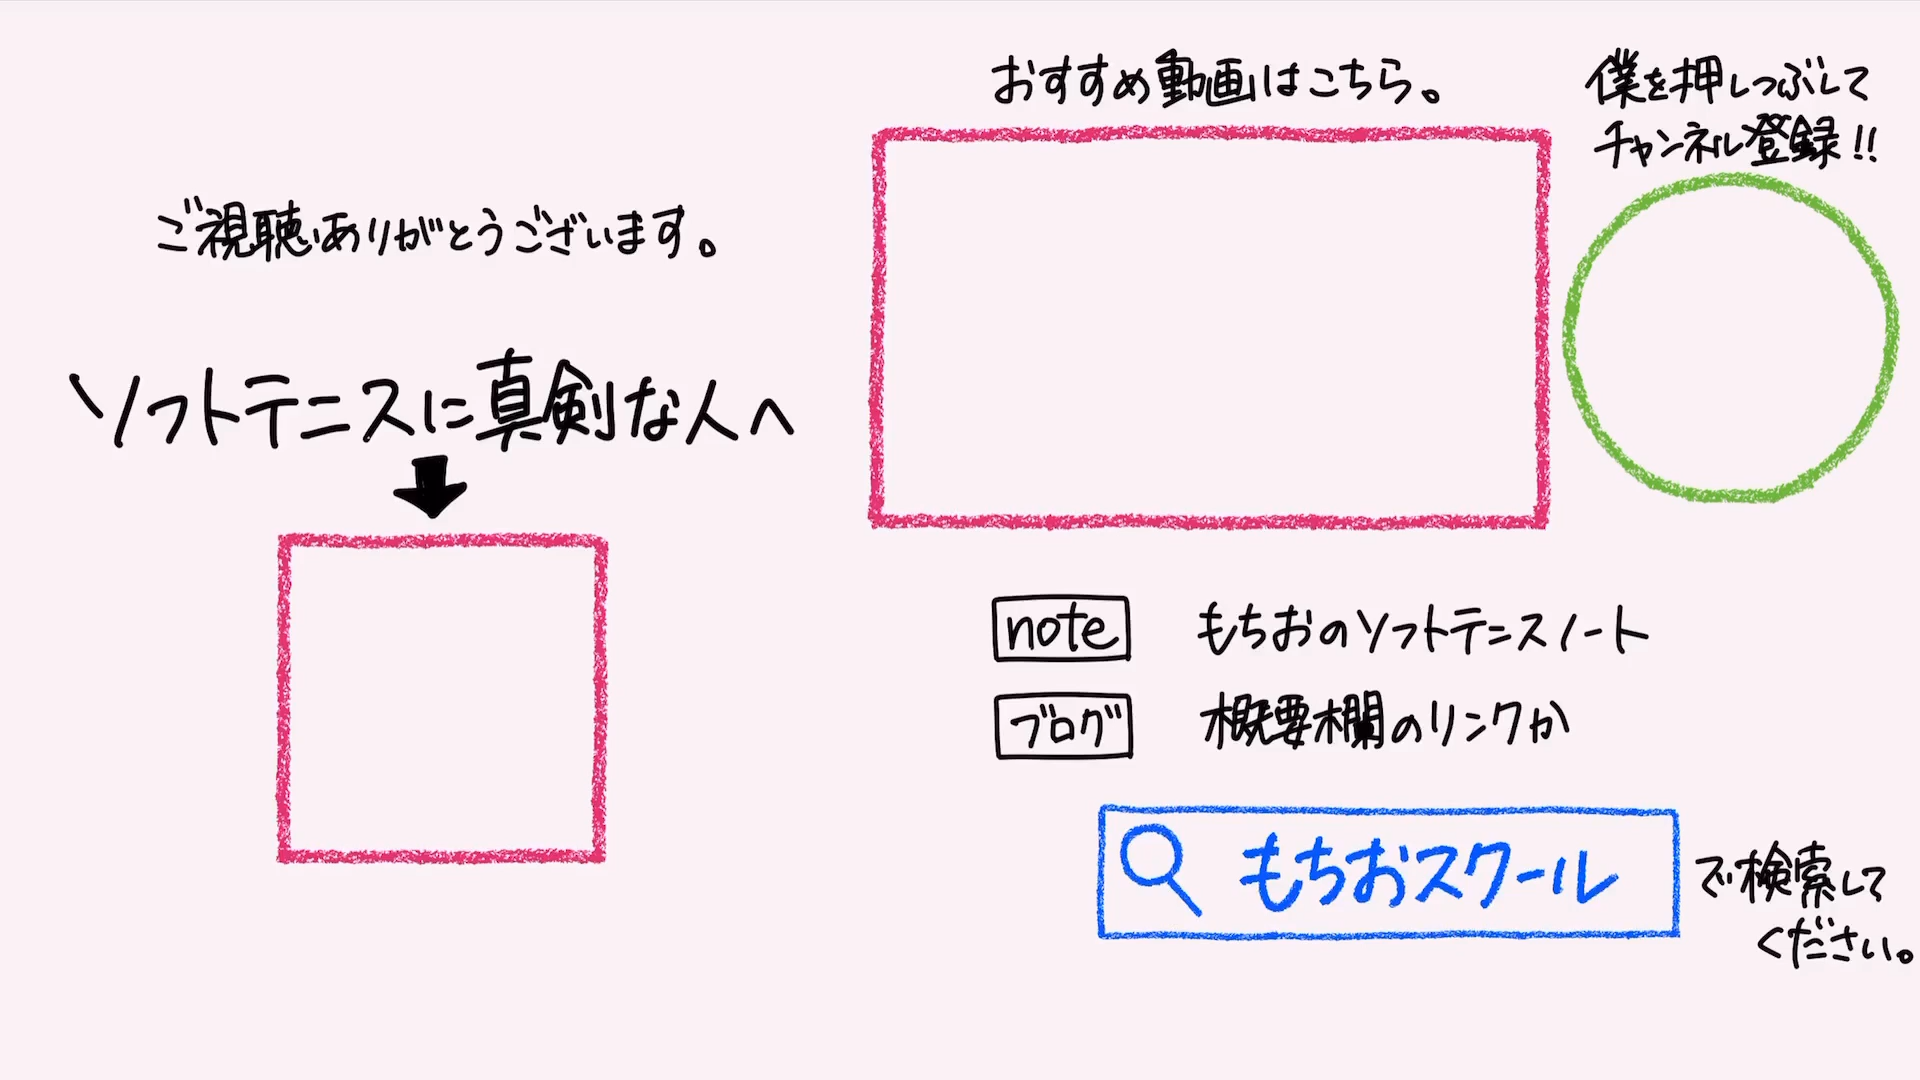 ご視聴ありがとうございます。
ソフトテニスに真剣な人へ
おすすめ動画はこちら。
僕を押しつぶして
チャンネル登録!!
note もちおのソフトテニスノート
ブログ 概要欄のリンクか
もちおスクール で検索して
ください。